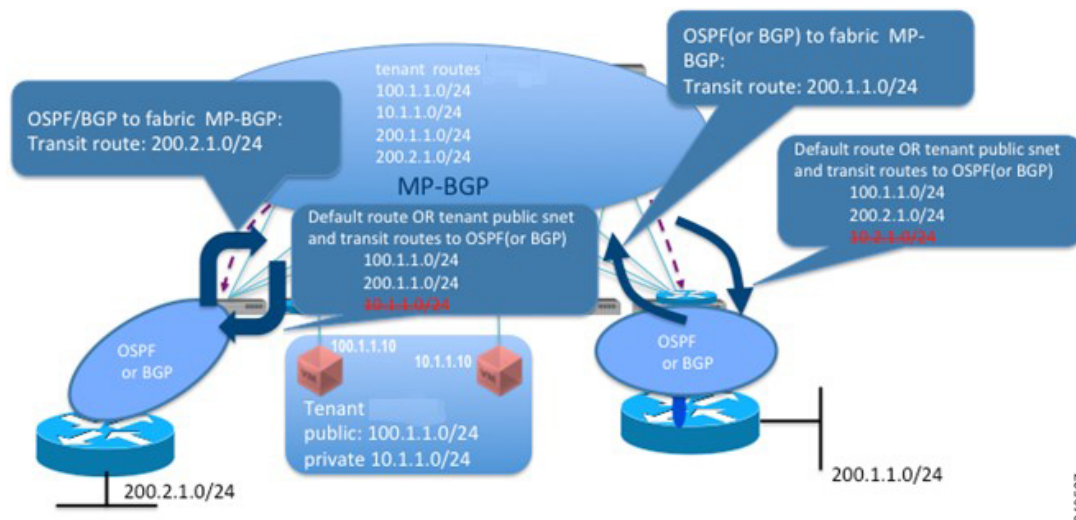 OSPF(or BGP) to fabric MP-
BGP:
Transit route: 200.1.1.0/24
tenant routes
100.1.1.0/24
10.1.1.0/24
200.1.1.0/24
200.2.1.0/24
MP-BGP
OSPF/BGP to fabric MP-BGP:
Transit route: 200.2.1.0/24
Default route OR tenant public snet
and transit routes to OSPF(or BGP)
100.1.1.0/24
200.2.1.0/24
10.2.1.0/24
Default route OR tenant public snet
and transit routes to OSPF(or BGP)
100.1.1.0/24
200.1.1.0/24
10.1.1.0/24
OSPF
or BGP
100.1.1.10
10.1.1.10
VM
VM
Tenant
public: 100.1.1.0/24
private 10.1.1.0/24
OSPF
or BGP
200.2.1.0/24
200.1.1.0/24